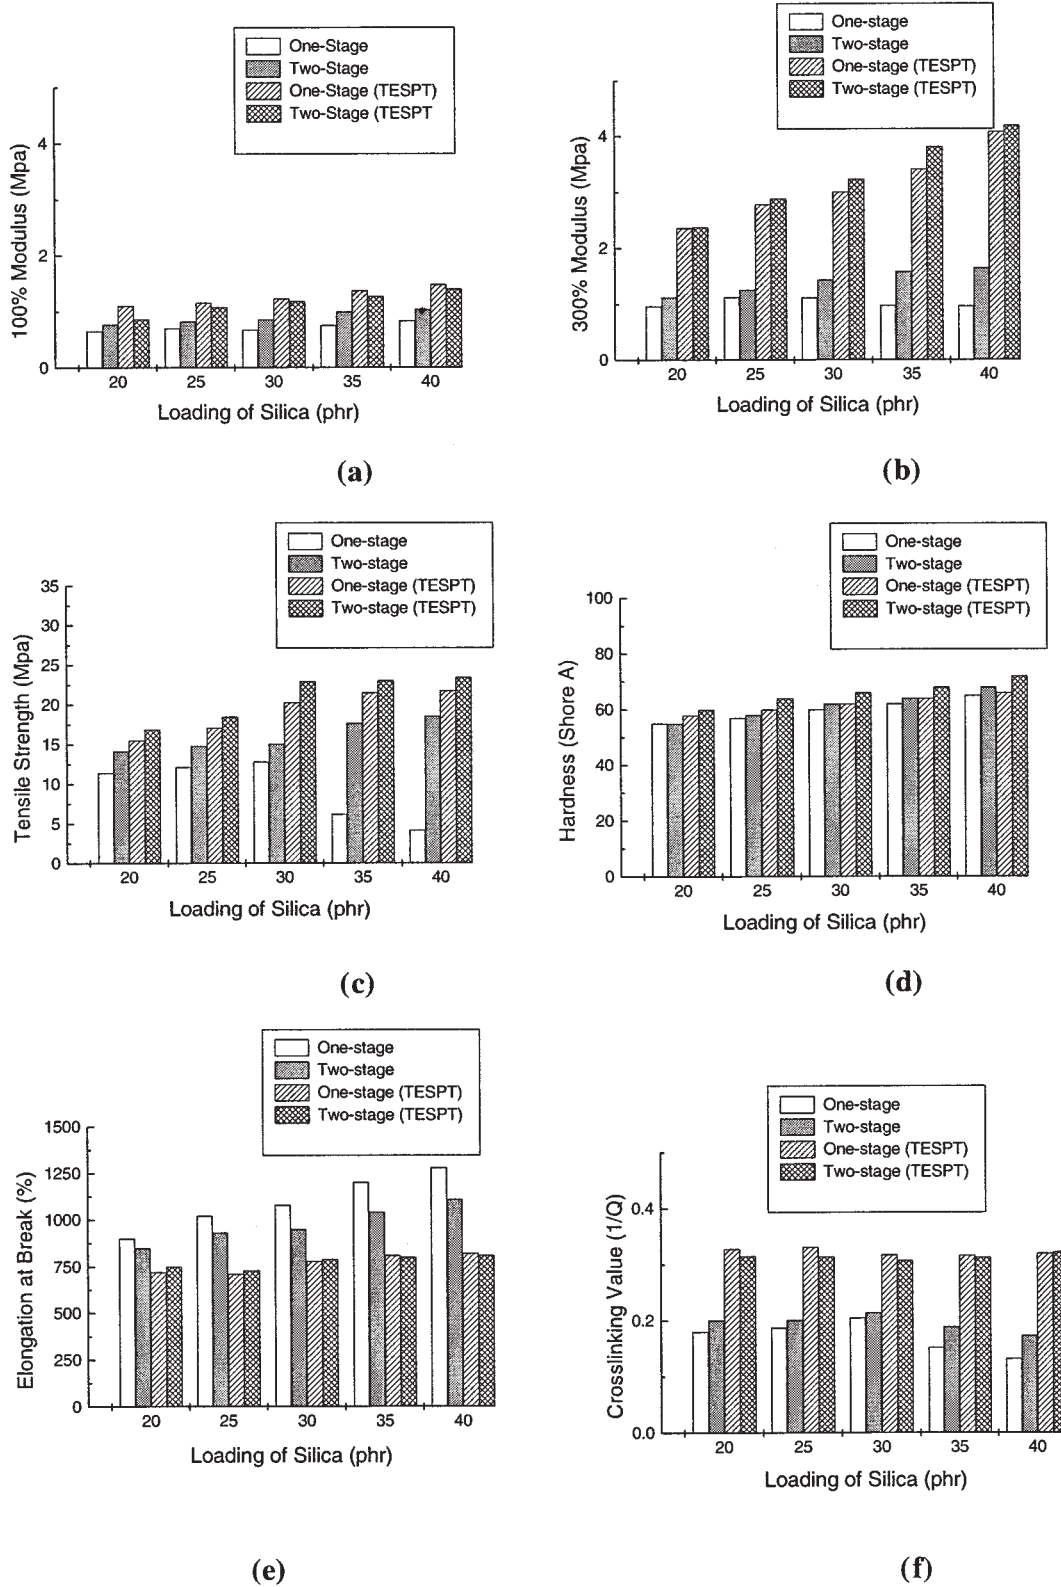 One-Stage
Two-Stage
One-Stage (TESPT)
Two-Stage (TESPT
100% Modulus (Mpa)
4
2
0
20 25 30 35 40
Loading of Silica (phr)
(a)
One-stage
Two-stage
One-stage (TESPT)
Two-stage (TESPT)
300% Modulus (Mpa)
4
2
0
20 25 30 35 40
Loading of Silica (phr)
(b)
One-stage
Two-stage
One-stage (TESPT)
Two-stage (TESPT)
Tensile Strength (Mpa)
35
30
25
20
15
10
5
0
20 25 30 35 40
Loading of Silica (phr)
(c)
One-stage
Two-stage
One-stage (TESPT)
Two-stage (TESPT)
Hardness (Shore A)
100
80
60
40
20
0
20 25 30 35 40
Loading of Silica (phr)
(d)
One-stage
Two-stage
One-stage (TESPT)
Two-stage (TESPT)
Elongation at Break (%)
1500
1250
1000
750
500
250
0
20 25 30 35 40
Loading of Silica (phr)
(e)
One-stage
Two-stage
One-stage (TESPT)
Two-stage (TESPT)
Crosslinking Value (1/Q)
0.4
0.2
0.0
20 25 30 35 40
Loading of Silica (phr)
(f)